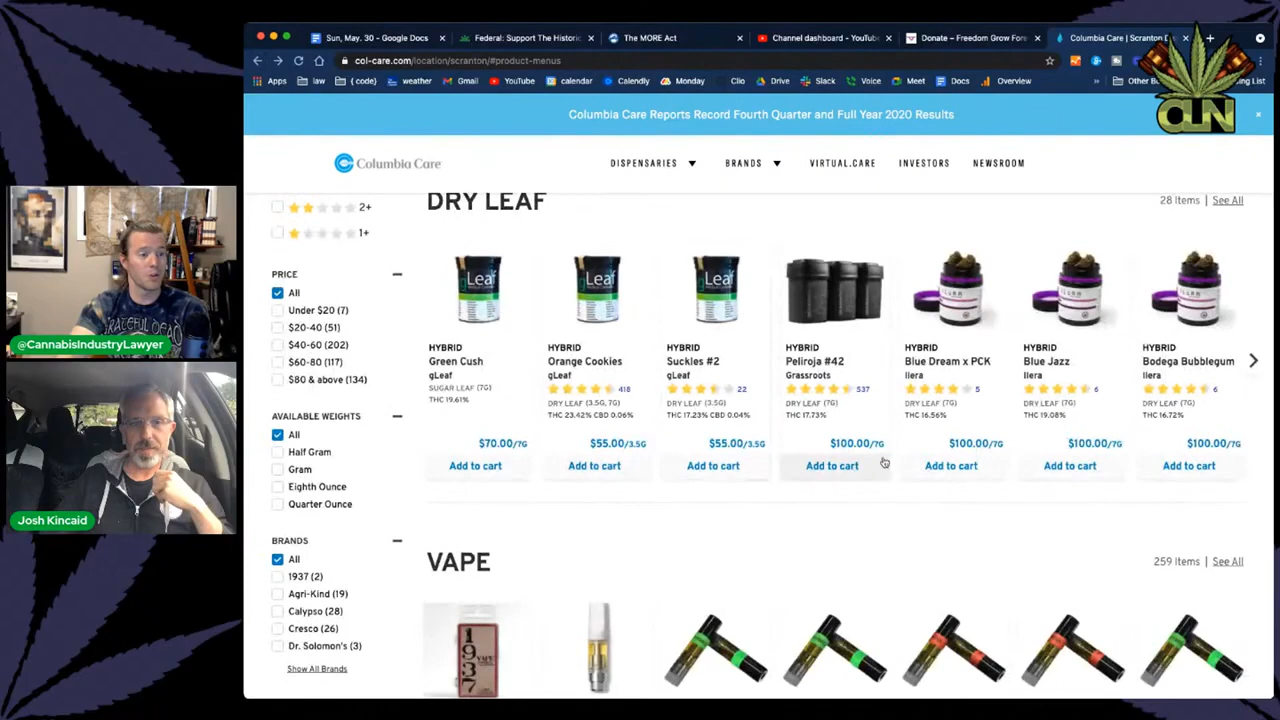 Sun, May. 30 - Google Docs
Federal: Support The Historic
The MORE Act
Channel dashboard - YouTube
Donate – Freedom Grow Fore
Columbia Care | Scranton Dis
col-care.com/location/scranton/#product-menus
Apps
law
{ code}
weather
Gmail
YouTube
calendar
Calendly
Monday
Clio
Drive
Slack
Voice
Meet
Docs
Overview
Other Bo
ing List
CLN
Columbia Care Reports Record Fourth Quarter and Full Year 2020 Results
Columbia Care
DISPENSARIES
BRANDS
VIRTUAL.CARE
INVESTORS
NEWSROOM
2+
1+
PRICE
All
Under $20 (7)
$20-40 (51)
$40-60 (202)
$60-80 (117)
$80 & above (134)
AVAILABLE WEIGHTS
All
Half Gram
Gram
Eighth Ounce
Quarter Ounce
BRANDS
All
1937 (2)
Agri-Kind (19)
Calypso (28)
Cresco (26)
Dr. Solomon's (3)
Show All Brands
DRY LEAF
28 Items | See All
HYBRID
Green Cush
gLeaf
SUGAR LEAF (7G)
THC 19.61%
$70.00/7G
Add to cart
HYBRID
Orange Cookies
gLeaf
418
DRY LEAF (3.5G, 7G)
THC 23.42% CBD 0.06%
$55.00/3.5G
Add to cart
HYBRID
Suckles #2
gLeaf
22
DRY LEAF (3.5G)
THC 17.23% CBD 0.04%
$55.00/3.5G
Add to cart
HYBRID
Peliroja #42
Grassroots
537
DRY LEAF (7G)
THC 17.73%
$100.00/7G
Add to cart
HYBRID
Blue Dream x PCK
Ilera
5
DRY LEAF (7G)
THC 16.56%
$100.00/7G
Add to cart
HYBRID
Blue Jazz
Ilera
6
DRY LEAF (7G)
THC 19.08%
$100.00/7G
Add to cart
HYBRID
Bodega Bubblegum
Ilera
6
DRY LEAF (7G)
THC 16.72%
$100.00/7G
Add to cart
VAPE
259 Items | See All
gLeaf
gLeaf
gLeaf
1937
VAPE
GRATEFUL DEAD
@CannabisIndustryLawyer
Josh Kincaid